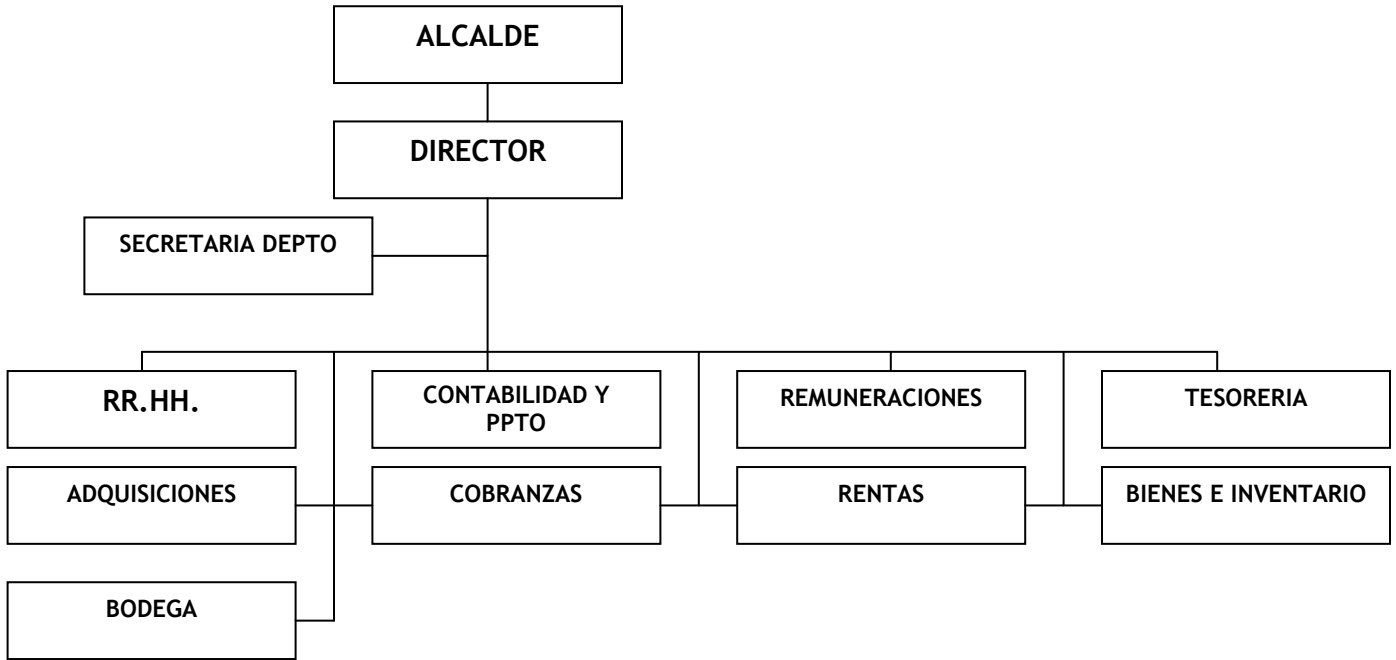 ALCALDE
DIRECTOR
SECRETARIA DEPTO
RR.HH.
CONTABILIDAD Y
PPTO
REMUNERACIONES
TESORERIA
ADQUISICIONES
COBRANZAS
RENTAS
BIENES E INVENTARIO
BODEGA